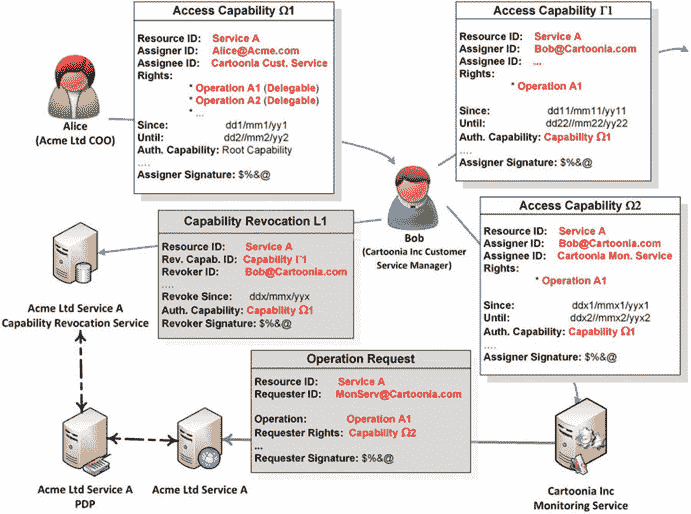 Access Capability Ω1
Resource ID: Service A
Assigner ID: Alice@Acme.com
Assignee ID: Cartoonia Cust. Service
Rights:
* Operation A1 (Delegable)
* Operation A2 (Delegable)
* ...
Since: dd1/mm1/yy1
Until: dd2//mm2/yy2
Auth. Capability: Root Capability
....
Assigner Signature: $%&@
Alice
(Acme Ltd COO)
Access Capability Γ1
Resource ID: Service A
Assigner ID: Bob@Cartoonia.com
Assignee ID: ...
Rights:
* Operation A1
Since: dd11/mm11/yy11
Until: dd22//mm22/yy22
Auth. Capability: Capability Ω1
....
Assigner Signature: $%&@
Bob
(Cartoonia Inc Customer
Service Manager)
Capability Revocation L1
Resource ID: Service A
Rev. Capab. ID: Capability Γ1
Revoker ID: Bob@Cartoonia.com
....
Revoke Since: ddx/mmx/yyx
Auth. Capability: Capability Ω1
Revoker Signature: $%&@
Acme Ltd Service A
Capability Revocation Service
Access Capability Ω2
Resource ID: Service A
Assigner ID: Bob@Cartoonia.com
Assignee ID: Cartoonia Mon. Service
Rights:
* Operation A1
Since: ddx1/mmx1/yyx1
Until: ddx2//mmx2/yyx2
Auth. Capability: Capability Ω1
....
Assigner Signature: $%&@
Operation Request
Resource ID: Service A
Requester ID: MonServ@Cartoonia.com
Operation: Operation A1
Requester Rights: Capability Ω2
...
Requester Signature: $%&@
Acme Ltd Service A
PDP
Acme Ltd Service A
Cartoonia Inc
Monitoring Service